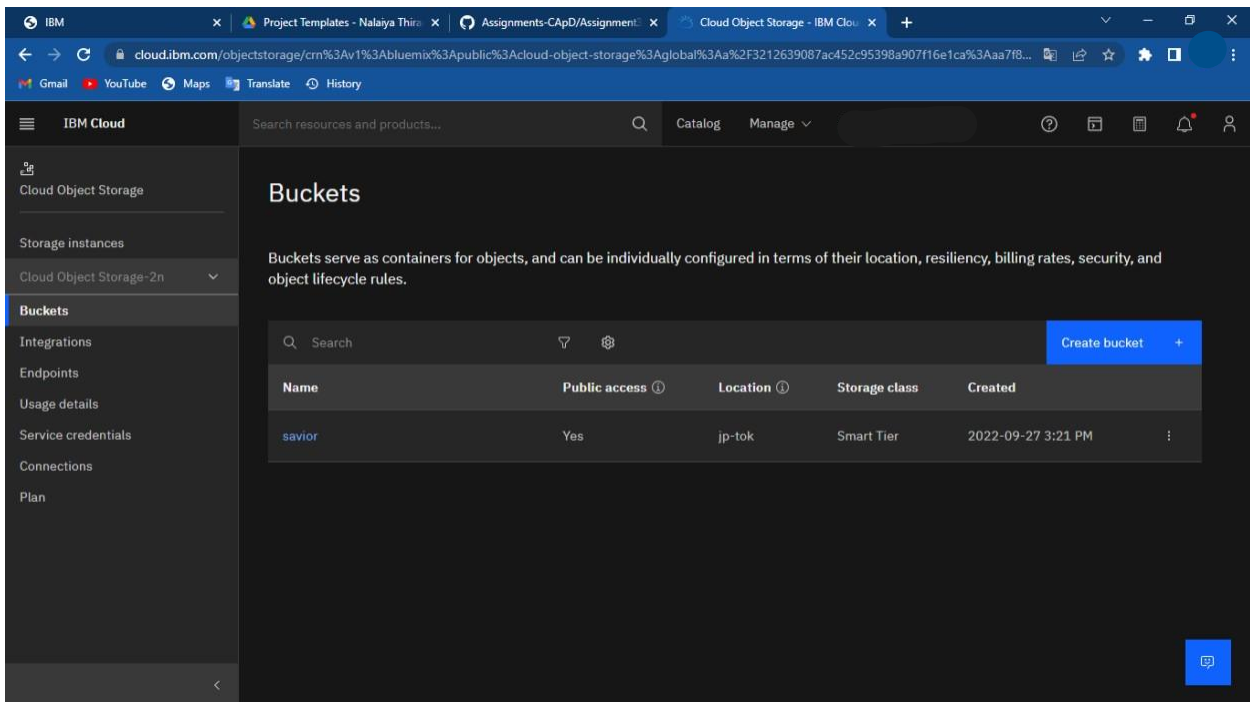 IBM
Project Templates - Nalaiya Thira
Assignments-CApD/Assignment
Cloud Object Storage - IBM Clou
cloud.ibm.com/objectstorage/crn%3Av1%3Abluemix%3Apublic%3Acloud-object-storage%3Aglobal%3Aa%2F3212639087ac452c95398a907f16e1ca%3Aaa7f8...
Gmail YouTube Maps Translate History
IBM Cloud
Search resources and products...
Catalog Manage
Cloud Object Storage
Storage instances
Cloud Object Storage-2n
Buckets
Integrations
Endpoints
Usage details
Service credentials
Connections
Plan
Buckets
Buckets serve as containers for objects, and can be individually configured in terms of their location, resiliency, billing rates, security, and
object lifecycle rules.
Search
Create bucket +
Name Public access Location Storage class Created
savior Yes jp-tok Smart Tier 2022-09-27 3:21 PM